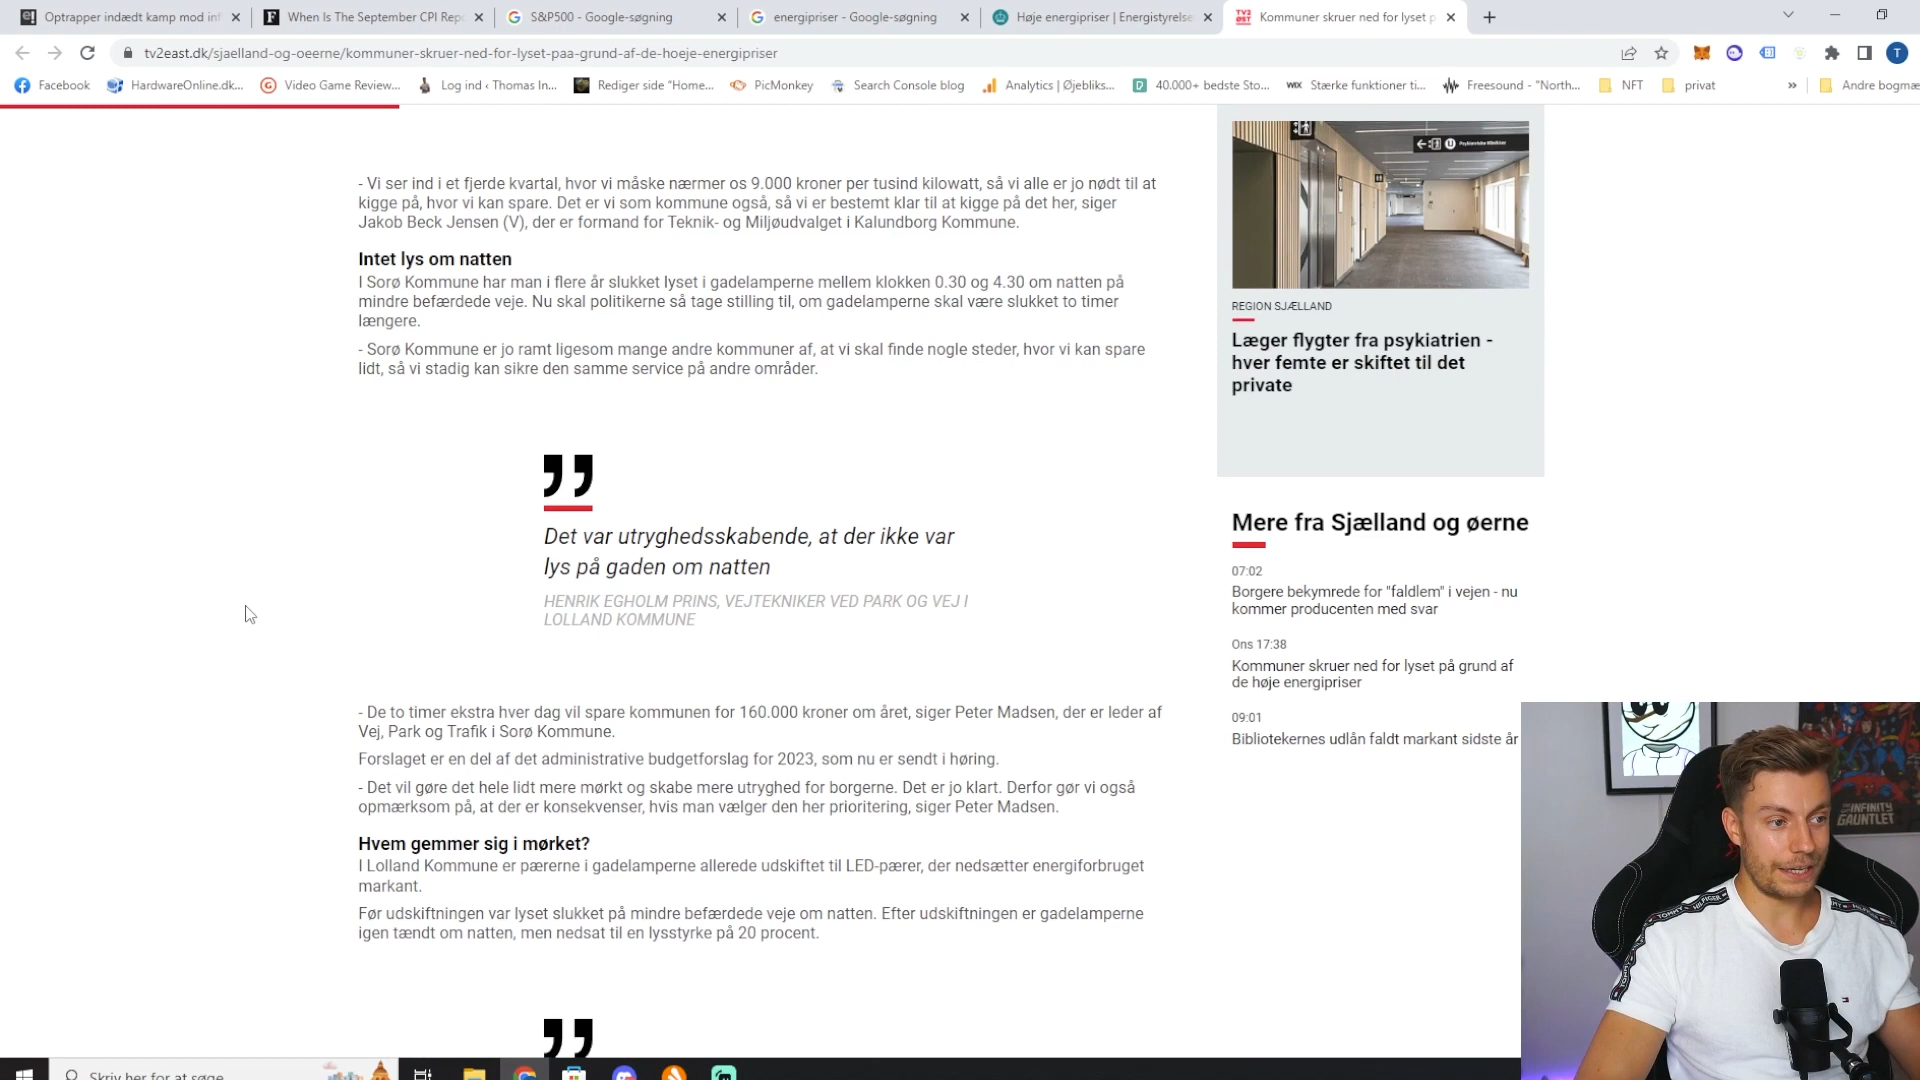 Optrapper indædt kamp mod inf
When Is The September CPI Repo
S&P500 - Google-søgning
energipriser - Google-søgning
Høje energipriser | Energistyrelse
Kommuner skruer ned for lyset p
tv2east.dk/sjaelland-og-oeerne/kommuner-skruer-ned-for-lyset-paa-grund-af-de-hoeje-energipriser
T
Facebook
HardwareOnline.dk...
Video Game Review...
Log ind ‹ Thomas In...
Rediger side "Home...
PicMonkey
Search Console blog
Analytics | Øjebliks...
40.000+ bedste Sto...
WIX Stærke funktioner ti...
Freesound - "North...
NFT
privat
»
Andre bogmæ
- Vi ser ind i et fjerde kvartal, hvor vi måske nærmer os 9.000 kroner per tusind kilowatt, så vi alle er jo nødt til at
kigge på, hvor vi kan spare. Det er vi som kommune også, så vi er bestemt klar til at kigge på det her, siger
Jakob Beck Jensen (V), der er formand for Teknik- og Miljøudvalget i Kalundborg Kommune.
Intet lys om natten
I Sorø Kommune har man i flere år slukket lyset i gadelamperne mellem klokken 0.30 og 4.30 om natten på
mindre befærdede veje. Nu skal politikerne så tage stilling til, om gadelamperne skal være slukket to timer
længere.
- Sorø Kommune er jo ramt ligesom mange andre kommuner af, at vi skal finde nogle steder, hvor vi kan spare
lidt, så vi stadig kan sikre den samme service på andre områder.
”
Det var utryghedsskabende, at der ikke var
lys på gaden om natten
HENRIK EGHOLM PRINS, VEJTEKNIKER VED PARK OG VEJ I
LOLLAND KOMMUNE
- De to timer ekstra hver dag vil spare kommunen for 160.000 kroner om året, siger Peter Madsen, der er leder af
Vej, Park og Trafik i Sorø Kommune.
Forslaget er en del af det administrative budgetforslag for 2023, som nu er sendt i høring.
- Det vil gøre det hele lidt mere mørkt og skabe mere utryghed for borgerne. Det er jo klart. Derfor gør vi også
opmærksom på, at der er konsekvenser, hvis man vælger den her prioritering, siger Peter Madsen.
Hvem gemmer sig i mørket?
I Lolland Kommune er pærerne i gadelamperne allerede udskiftet til LED-pærer, der nedsætter energiforbruget
markant.
Før udskiftningen var lyset slukket på mindre befærdede veje om natten. Efter udskiftningen er gadelamperne
igen tændt om natten, men nedsat til en lysstyrke på 20 procent.
”
Psykiatriske Klinikker
REGION SJÆLLAND
Læger flygter fra psykiatrien -
hver femte er skiftet til det
private
Mere fra Sjælland og øerne
07:02
Borgere bekymrede for "faldlem" i vejen - nu
kommer producenten med svar
Ons 17:38
Kommuner skruer ned for lyset på grund af
de høje energipriser
09:01
Bibliotekernes udlån faldt markant sidste år
INFINITY
GAUNTLET
TOMMY HILFIGER
Skriv her for at søge